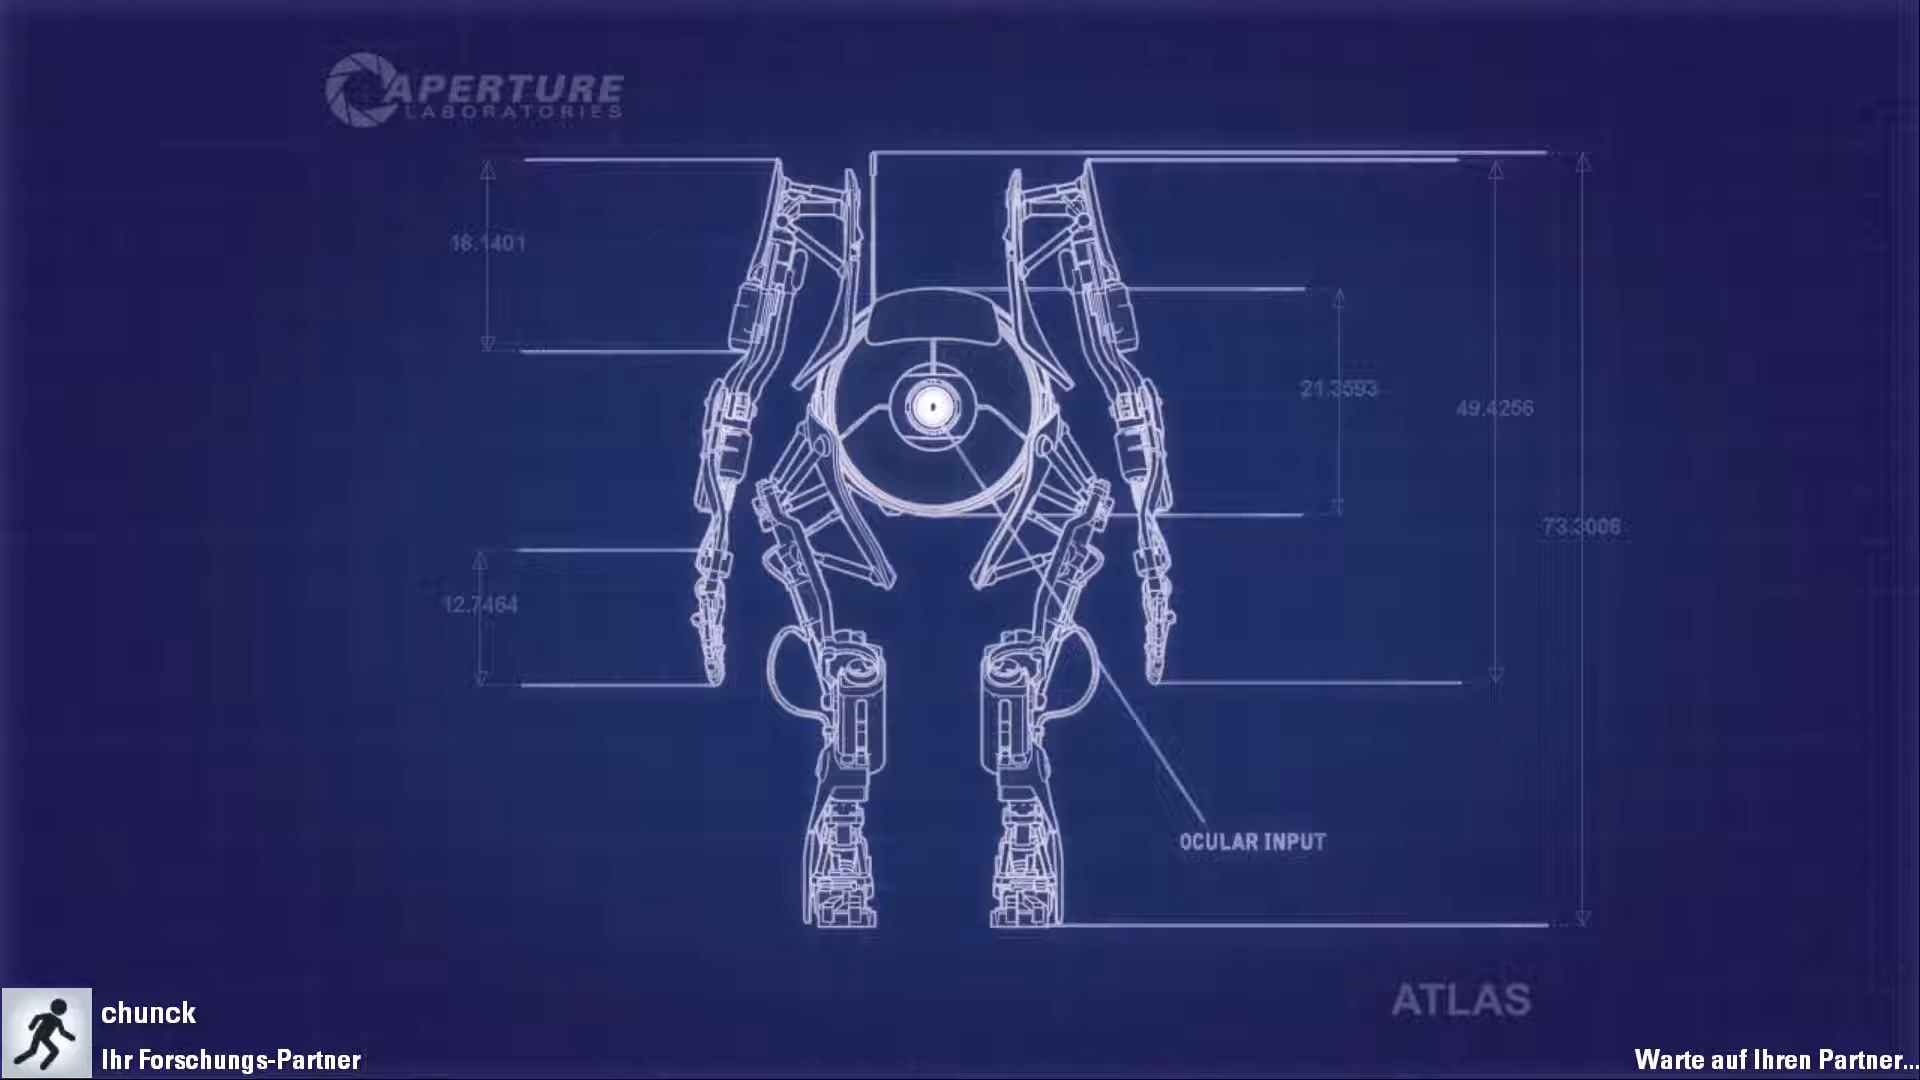 APERTURE
LABORATORIES
18.1401
21.3593
49.4256
73.3006
12.7464
OCULAR INPUT
ATLAS
chunck
Ihr Forschungs-Partner
Warte auf Ihren Partner...